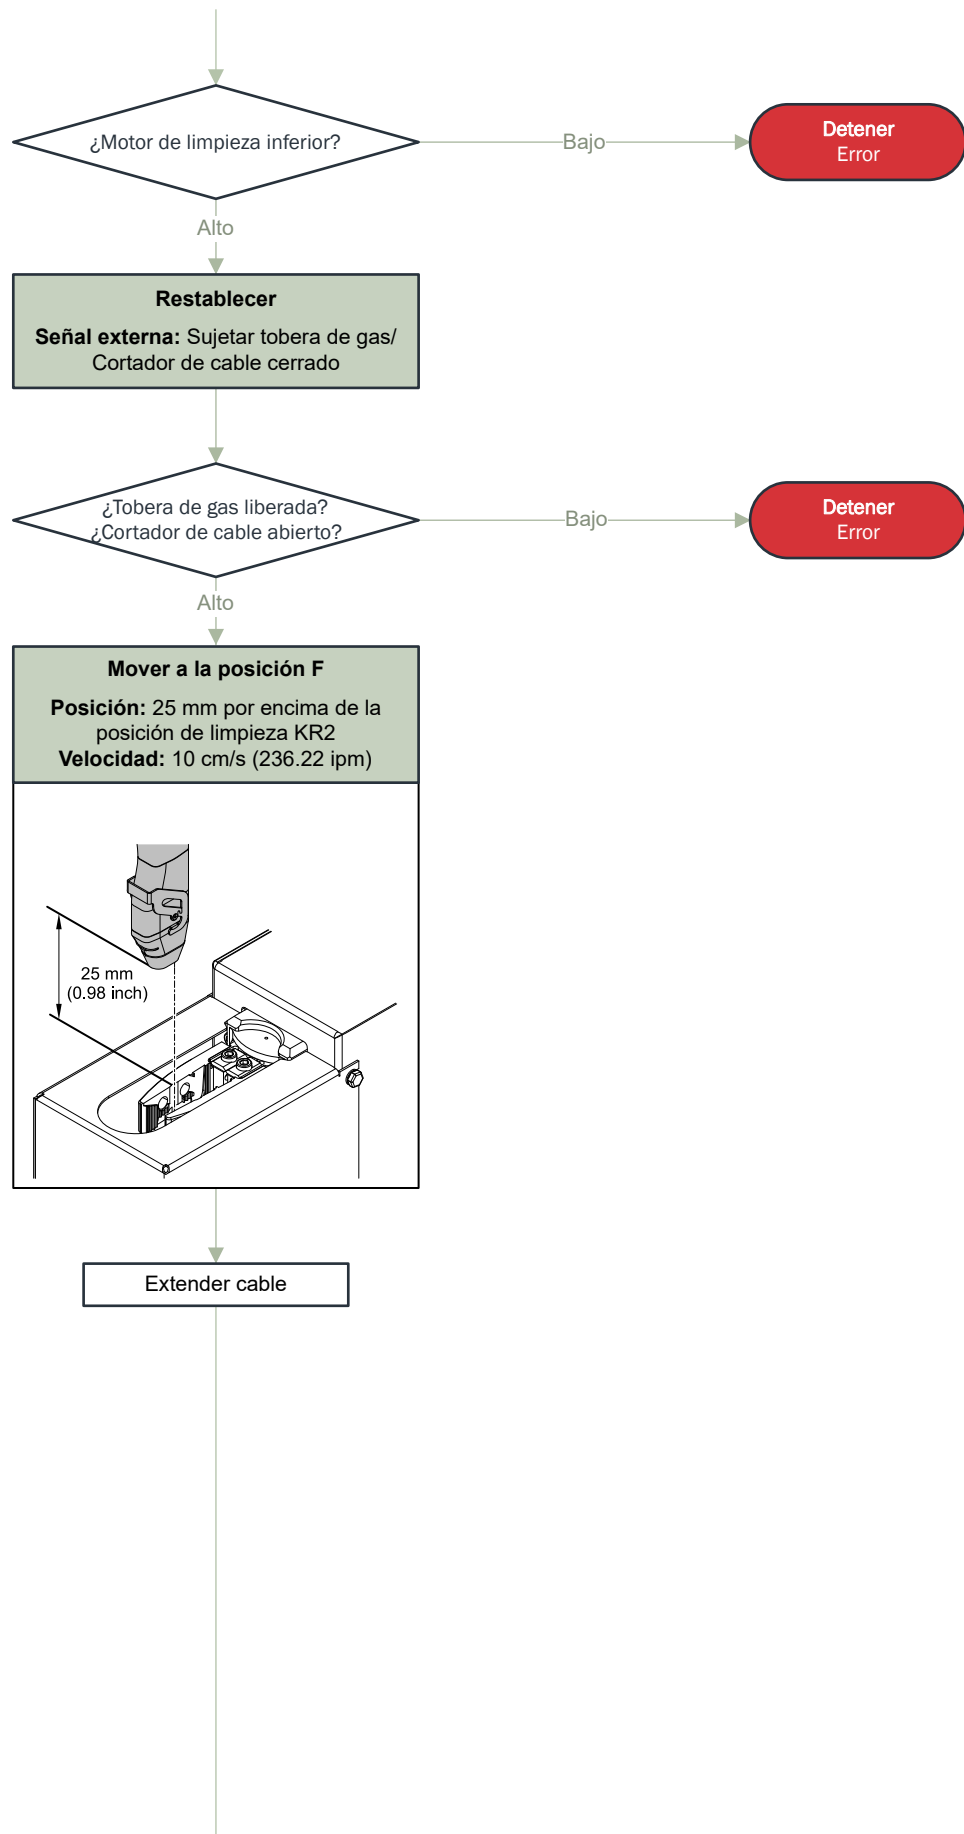 ¿Motor de limpieza inferior?
Bajo
Detener
Error
Alto
Restablecer
Señal externa: Sujetar tobera de gas/
Cortador de cable cerrado
¿Tobera de gas liberada?
¿Cortador de cable abierto?
Bajo
Detener
Error
Alto
Mover a la posición F
Posición: 25 mm por encima de la
posición de limpieza KR2
Velocidad: 10 cm/s (236.22 ipm)
25 mm
(0.98 inch)
Extender cable